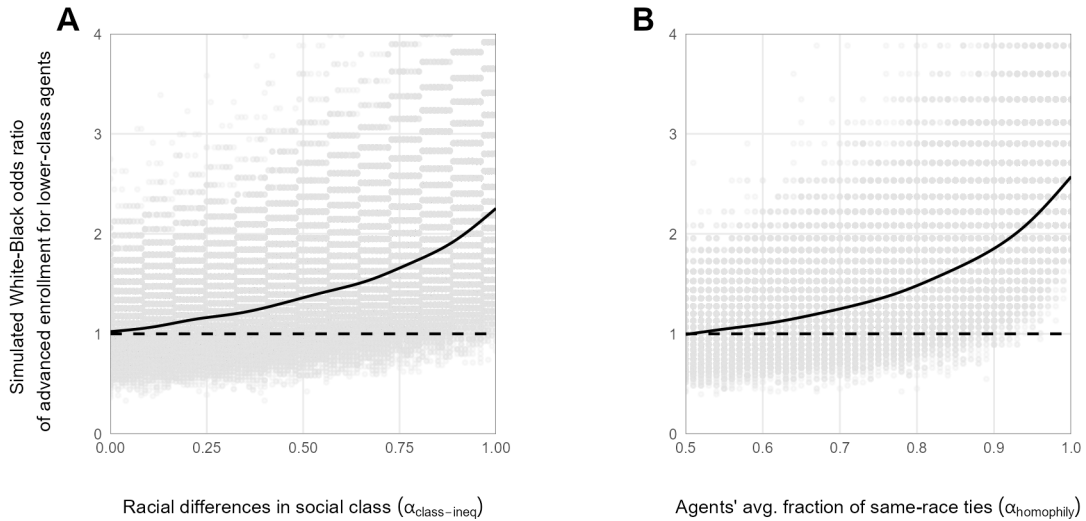 A
B
Simulated White-Black odds ratio
of advanced enrollment for lower-class agents
4
3
2
1
0
0.00 0.25 0.50 0.75 1.00
4
3
2
1
0
0.5 0.6 0.7 0.8 0.9 1.0
Racial differences in social class (αclass−ineq)
Agents' avg. fraction of same-race ties (αhomophily)